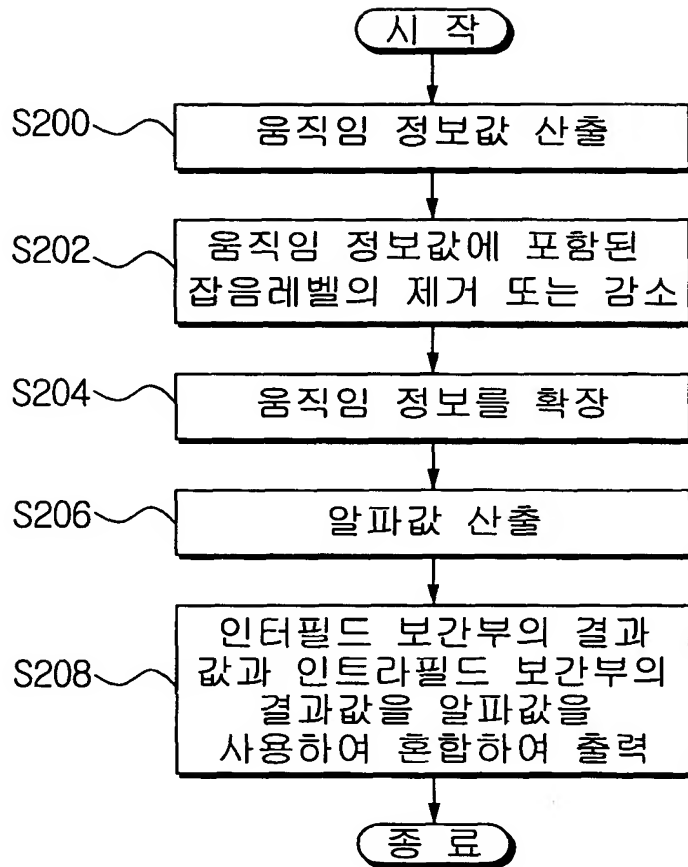 시 작
S200
움직임 정보값 산출
S202
움직임 정보값에 포함된
잡음레벨의 제거 또는 감소
S204
움직임 정보를 확장
S206
알파값 산출
S208
인터필드 보간부의 결과
값과 인트라필드 보간부의
결과값을 알파값을
사용하여 혼합하여 출력
종 료